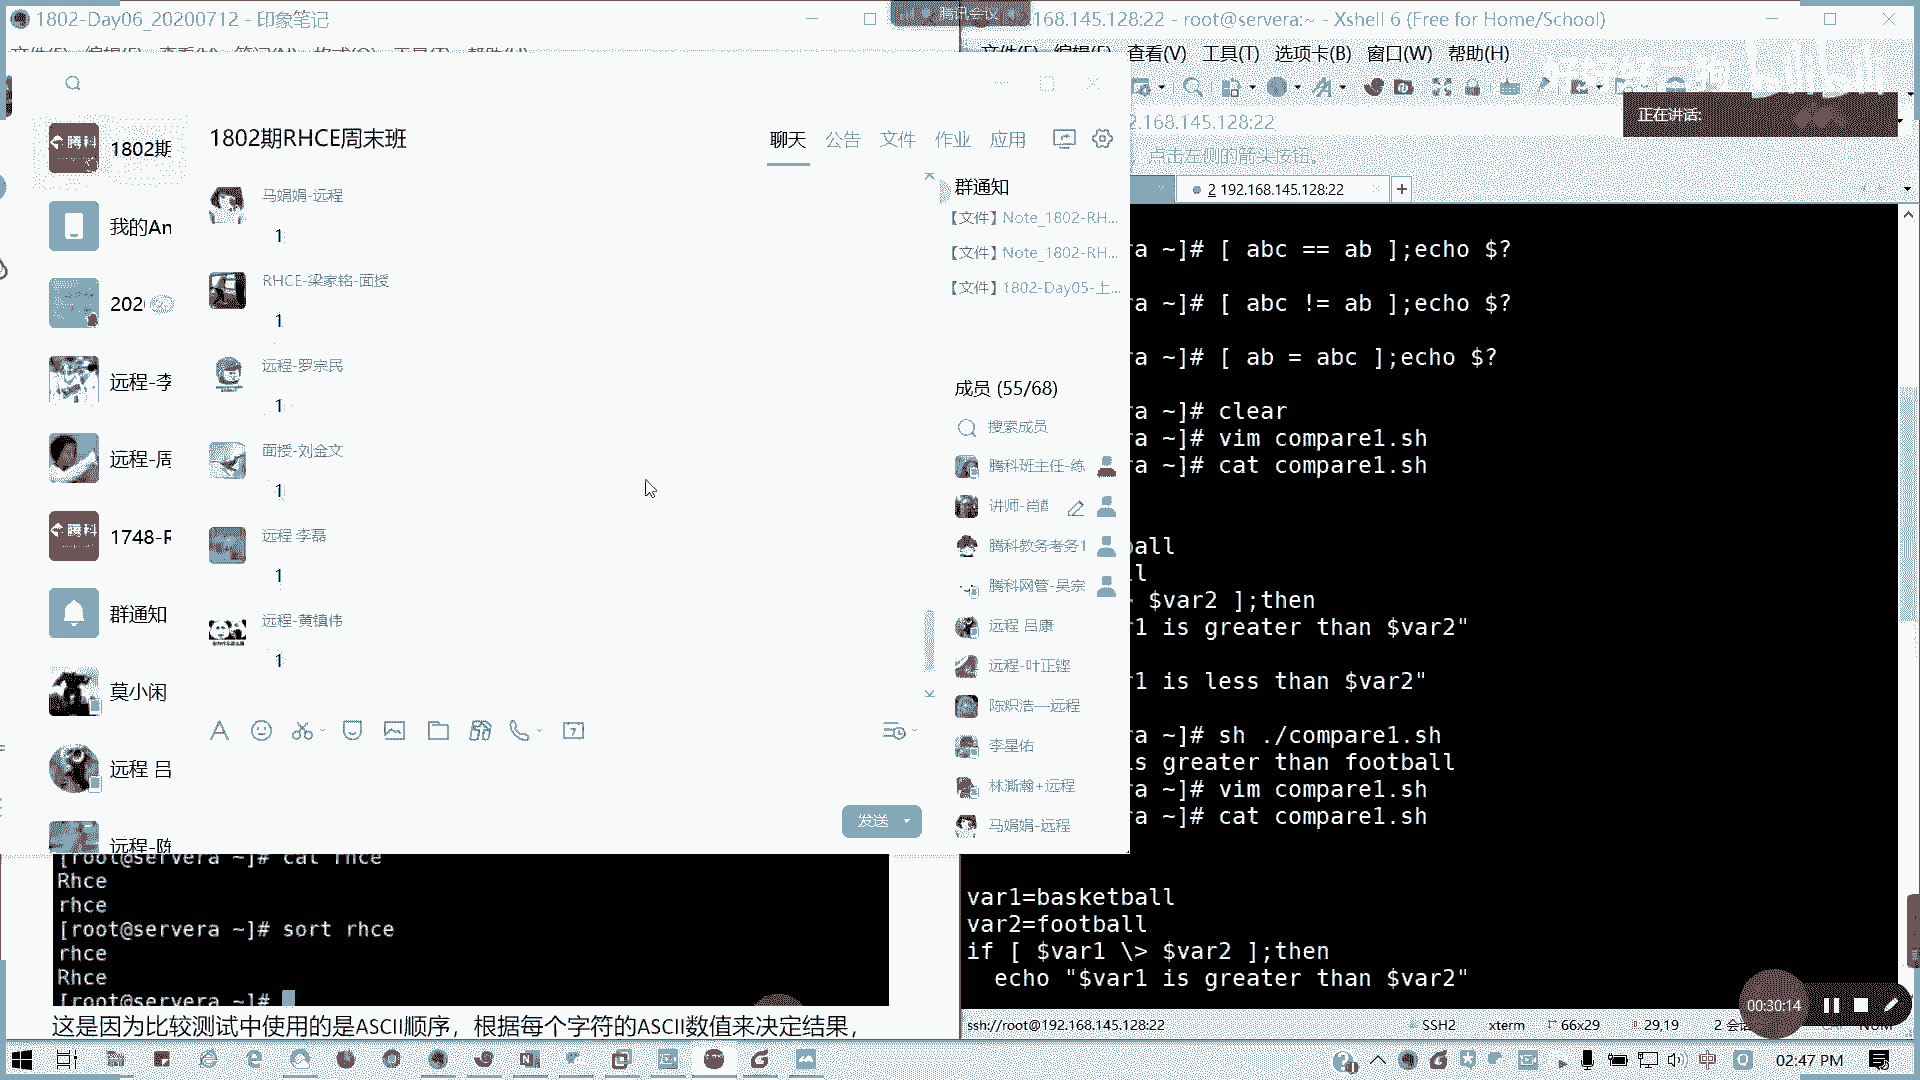 1802-Day06_20200712 - 印象笔记
腾讯会议
168.145.128:22 - root@servera:~ - Xshell 6 (Free for Home/School)
查看(V) 工具(T) 选项卡(B) 窗口(W) 帮助(H)
正在讲话:
2.168.145.128:22
点击左侧的箭头按钮。
2 192.168.145.128:22
1802期
我的An
202
远程-李
远程-周
1748-R
群通知
莫小闲
远程 吕
远程-陈
1802期RHCE周末班
聊天 公告 文件 作业 应用
马娟娟-远程
1
RHCE-梁家铭-面授
1
远程-罗宗民
1
面授-刘金文
1
远程 李磊
1
远程-黄镇伟
1
发送
群通知
【文件】Note_1802-RH...
【文件】Note_1802-RH...
【文件】1802-Day05-上...
成员 (55/68)
搜索成员
腾科班主任-练
讲师-肖
腾科教务考务1
腾科网管-吴宗
远程 吕康
远程-叶正铿
陈炽浩—远程
李星佑
林澌瀚+远程
马娟娟-远程
a ~]# [ abc == ab ];echo $?
a ~]# [ abc != ab ];echo $?
a ~]# [ ab = abc ];echo $?
a ~]# clear
a ~]# vim compare1.sh
a ~]# cat compare1.sh
ball
l
$var2 ];then
r1 is greater than $var2"
r1 is less than $var2"
a ~]# sh ./compare1.sh
is greater than football
a ~]# vim compare1.sh
a ~]# cat compare1.sh
var1=basketball
var2=football
if [ $var1 \> $var2 ];then
echo "$var1 is greater than $var2"
[root@servera ~]# cat rhce
Rhce
rhce
[root@servera ~]# sort rhce
rhce
Rhce
[root@servera ~]#
这是因为比较测试中使用的是ASCII顺序，根据每个字符的ASCII数值来决定结果，
00:30:14
ssh://root@192.168.145.128:22 SSH2 xterm 66x29 29,19 2 会 NUM
中 02:47 PM